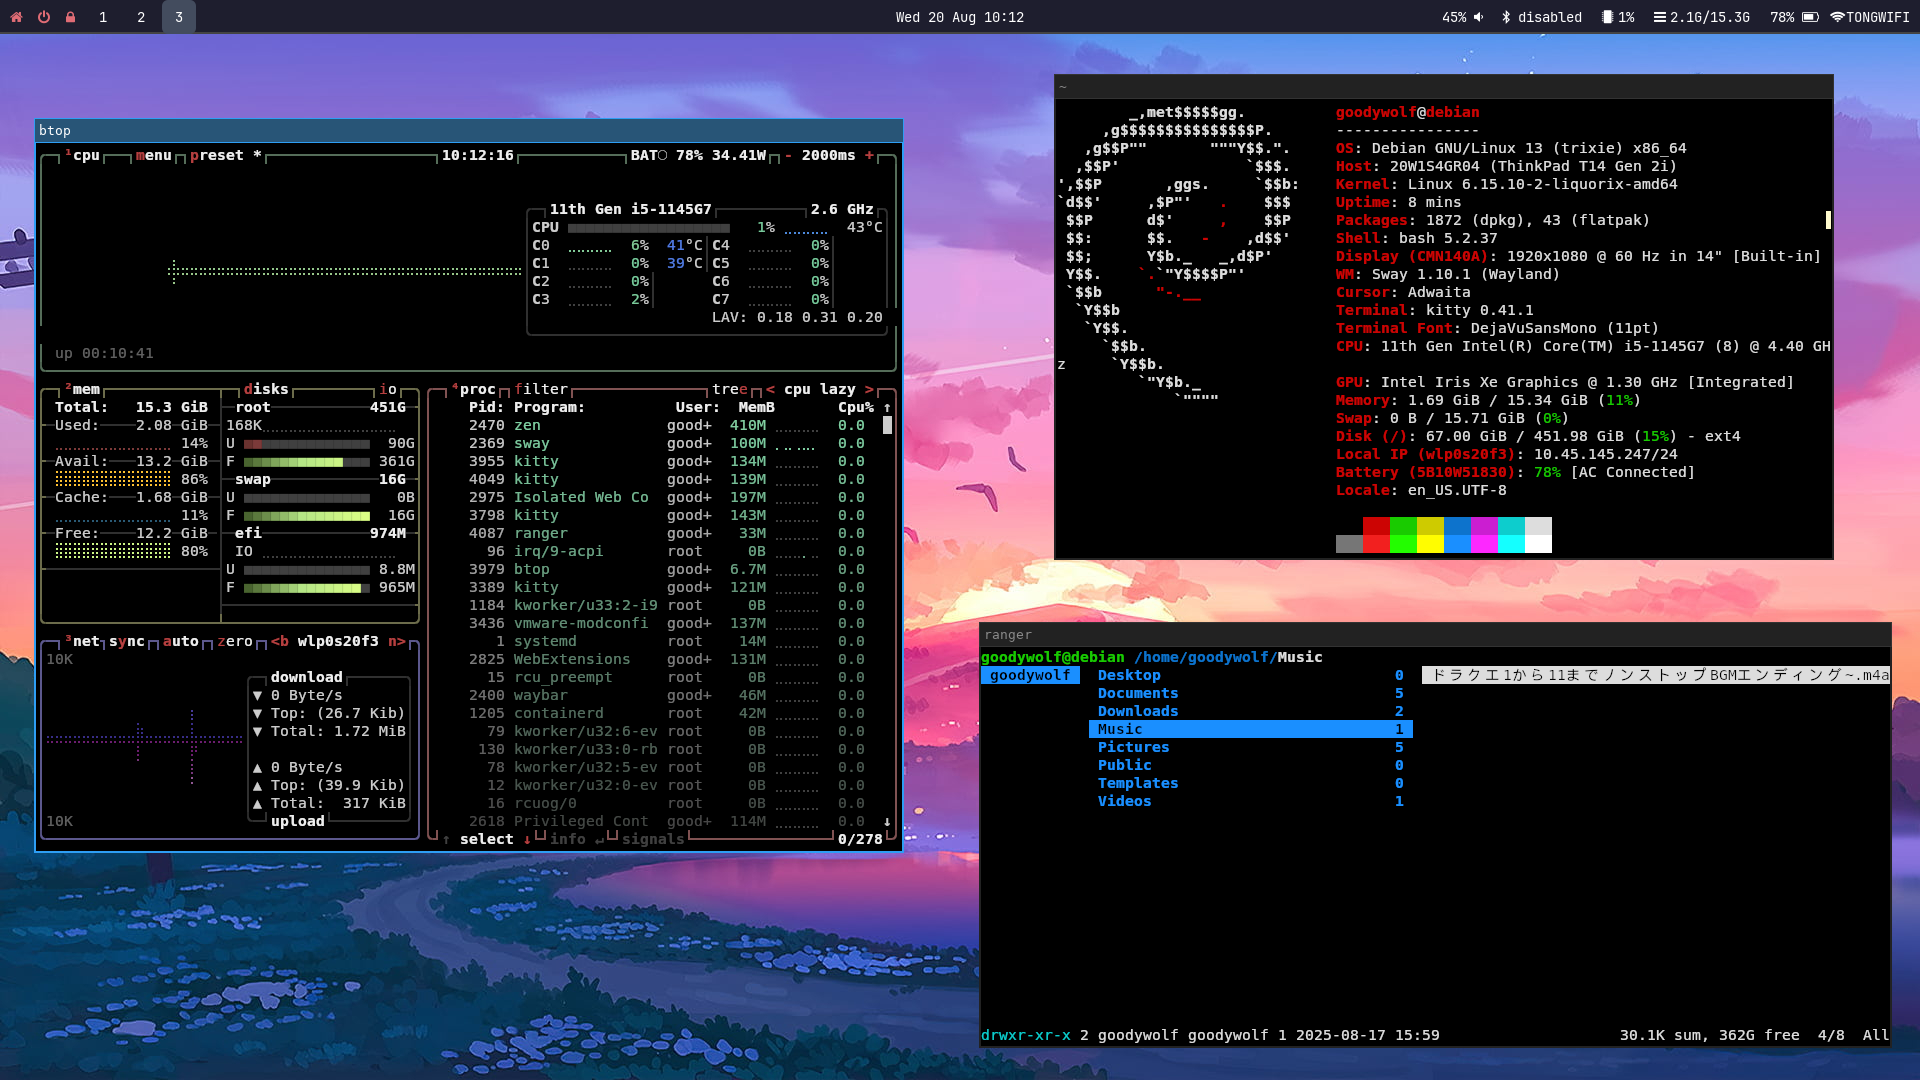 1 2 3
Wed 20 Aug 10:12
45% disabled 1% 2.1G/15.3G 78% TONGWIFI
btop
¹cpu menu preset * 10:12:16 BAT 78% 34.41W - 2000ms +
11th Gen i5-1145G7 2.6 GHz
CPU 1% 43°C
C0 6% 41°C C4 0%
C1 0% 39°C C5 0%
C2 0% C6 0%
C3 2% C7 0%
LAV: 0.18 0.31 0.20
up 00:10:41
²mem disks io
Total: 15.3 GiB
Used: 2.08 GiB
14%
Avail: 13.2 GiB
86%
Cache: 1.68 GiB
11%
Free: 12.2 GiB
80%
root 451G
168K
U 90G
F 361G
swap 16G
U 0B
F 16G
efi 974M
IO
U 8.8M
F 965M
³net sync auto zero <b wlp0s20f3 n>
10K
download
▼ 0 Byte/s
▼ Top: (26.7 Kib)
▼ Total: 1.72 MiB
▲ 0 Byte/s
▲ Top: (39.9 Kib)
▲ Total: 317 KiB
upload
10K
⁴proc filter tree < cpu lazy >
Pid: Program: User: MemB Cpu% ↑
2470 zen good+ 410M 0.0
2369 sway good+ 100M 0.0
3955 kitty good+ 134M 0.0
4049 kitty good+ 139M 0.0
2975 Isolated Web Co good+ 197M 0.0
3798 kitty good+ 143M 0.0
4087 ranger good+ 33M 0.0
96 irq/9-acpi root 0B 0.0
3979 btop good+ 6.7M 0.0
3389 kitty good+ 121M 0.0
1184 kworker/u33:2-i9 root 0B 0.0
3436 vmware-modconfi good+ 137M 0.0
1 systemd root 14M 0.0
2825 WebExtensions good+ 131M 0.0
15 rcu_preempt root 0B 0.0
2400 waybar good+ 46M 0.0
1205 containerd root 42M 0.0
79 kworker/u32:6-ev root 0B 0.0
130 kworker/u33:0-rb root 0B 0.0
78 kworker/u32:5-ev root 0B 0.0
12 kworker/u32:0-ev root 0B 0.0
16 rcuog/0 root 0B 0.0
2618 Privileged Cont good+ 114M 0.0 ↓
↑ select ↓ info ↵ signals 0/278
~
_,met$$$$$gg.
,g$$$$$$$$$$$$$$$P.
,g$$P"" """Y$$.".
,$$P' `$$$.
',$$P ,ggs. `$$b:
`d$$' ,$P"' . $$$
$$P d$' , $$P
$$: $$. - ,d$$'
$$; Y$b._ _,d$P'
Y$$. `.`"Y$$$$P"'
`$$b "-.__
`Y$$b
`Y$$.
`$$b.
`Y$$b.
`"Y$b._
`""""
goodywolf@debian
----------------
OS: Debian GNU/Linux 13 (trixie) x86_64
Host: 20W1S4GR04 (ThinkPad T14 Gen 2i)
Kernel: Linux 6.15.10-2-liquorix-amd64
Uptime: 8 mins
Packages: 1872 (dpkg), 43 (flatpak)
Shell: bash 5.2.37
Display (CMN140A): 1920x1080 @ 60 Hz in 14" [Built-in]
WM: Sway 1.10.1 (Wayland)
Cursor: Adwaita
Terminal: kitty 0.41.1
Terminal Font: DejaVuSansMono (11pt)
CPU: 11th Gen Intel(R) Core(TM) i5-1145G7 (8) @ 4.40 GH
z
GPU: Intel Iris Xe Graphics @ 1.30 GHz [Integrated]
Memory: 1.69 GiB / 15.34 GiB (11%)
Swap: 0 B / 15.71 GiB (0%)
Disk (/): 67.00 GiB / 451.98 GiB (15%) - ext4
Local IP (wlp0s20f3): 10.45.145.247/24
Battery (5B10W51830): 78% [AC Connected]
Locale: en_US.UTF-8
ranger
goodywolf@debian /home/goodywolf/Music
goodywolf
Desktop 0
Documents 5
Downloads 2
Music 1
Pictures 5
Public 0
Templates 0
Videos 1
ドラクエ1から11までノンストップBGMエンディング~.m4a
drwxr-xr-x 2 goodywolf goodywolf 1 2025-08-17 15:59 30.1K sum, 362G free 4/8 All